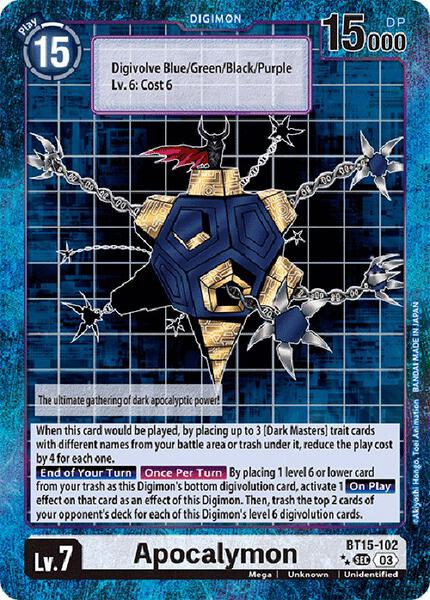 Play
15
DIGIMON
DP
15000
Digivolve Blue/Green/Black/Purple
Lv. 6: Cost 6
The ultimate gathering of dark apocalyptic power!
When this card would be played, by placing up to 3 [Dark Masters] trait cards
with different names from your battle area or trash under it, reduce the play cost
by 4 for each one.
End of Your Turn Once Per Turn By placing 1 level 6 or lower card
from your trash as this Digimon's bottom digivolution card, activate 1 On Play
effect on that card as an effect of this Digimon. Then, trash the top 2 cards of
your opponent's deck for each of this Digimon's level 6 digivolution cards.
©Akiyoshi Hongo, Toei Animation BANDAI MADE IN JAPAN
BT15-102
Lv.7
Apocalymon
SEC 03
Mega | Unknown | Unidentified